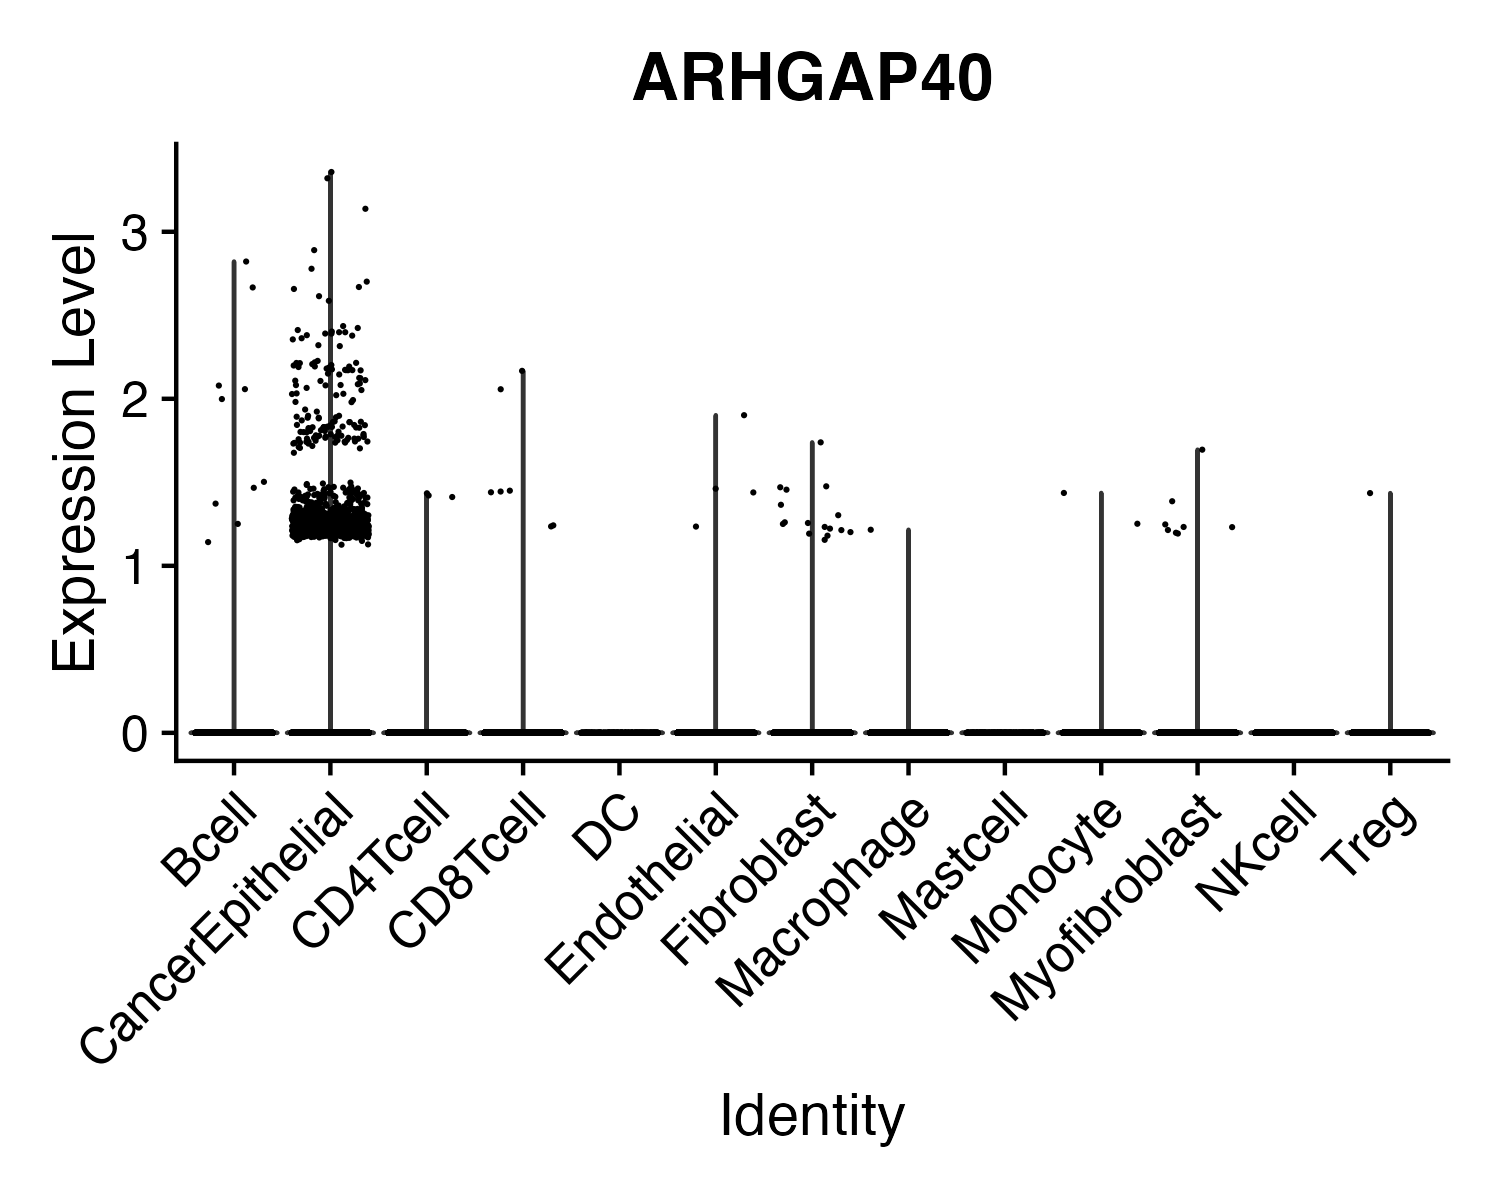 ARHGAP40
Expression Level
3
2
1
0
Bcell
CancerEpithelial
CD4Tcell
CD8Tcell
DC
Endothelial
Fibroblast
Macrophage
Mastcell
Monocyte
Myofibroblast
NKcell
Treg
Identity